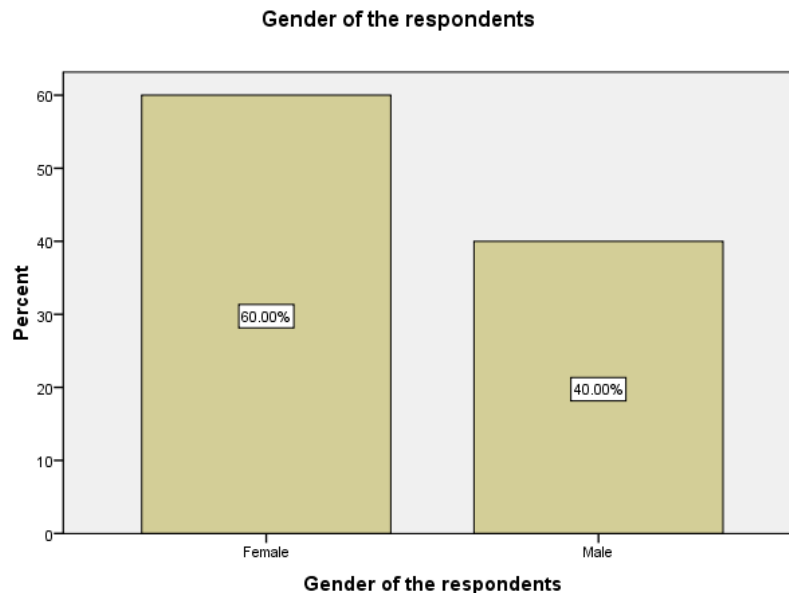 Gender of the respondents
60
50
40
30
20
10
0
Percent
60.00%
40.00%
Female
Male
Gender of the respondents